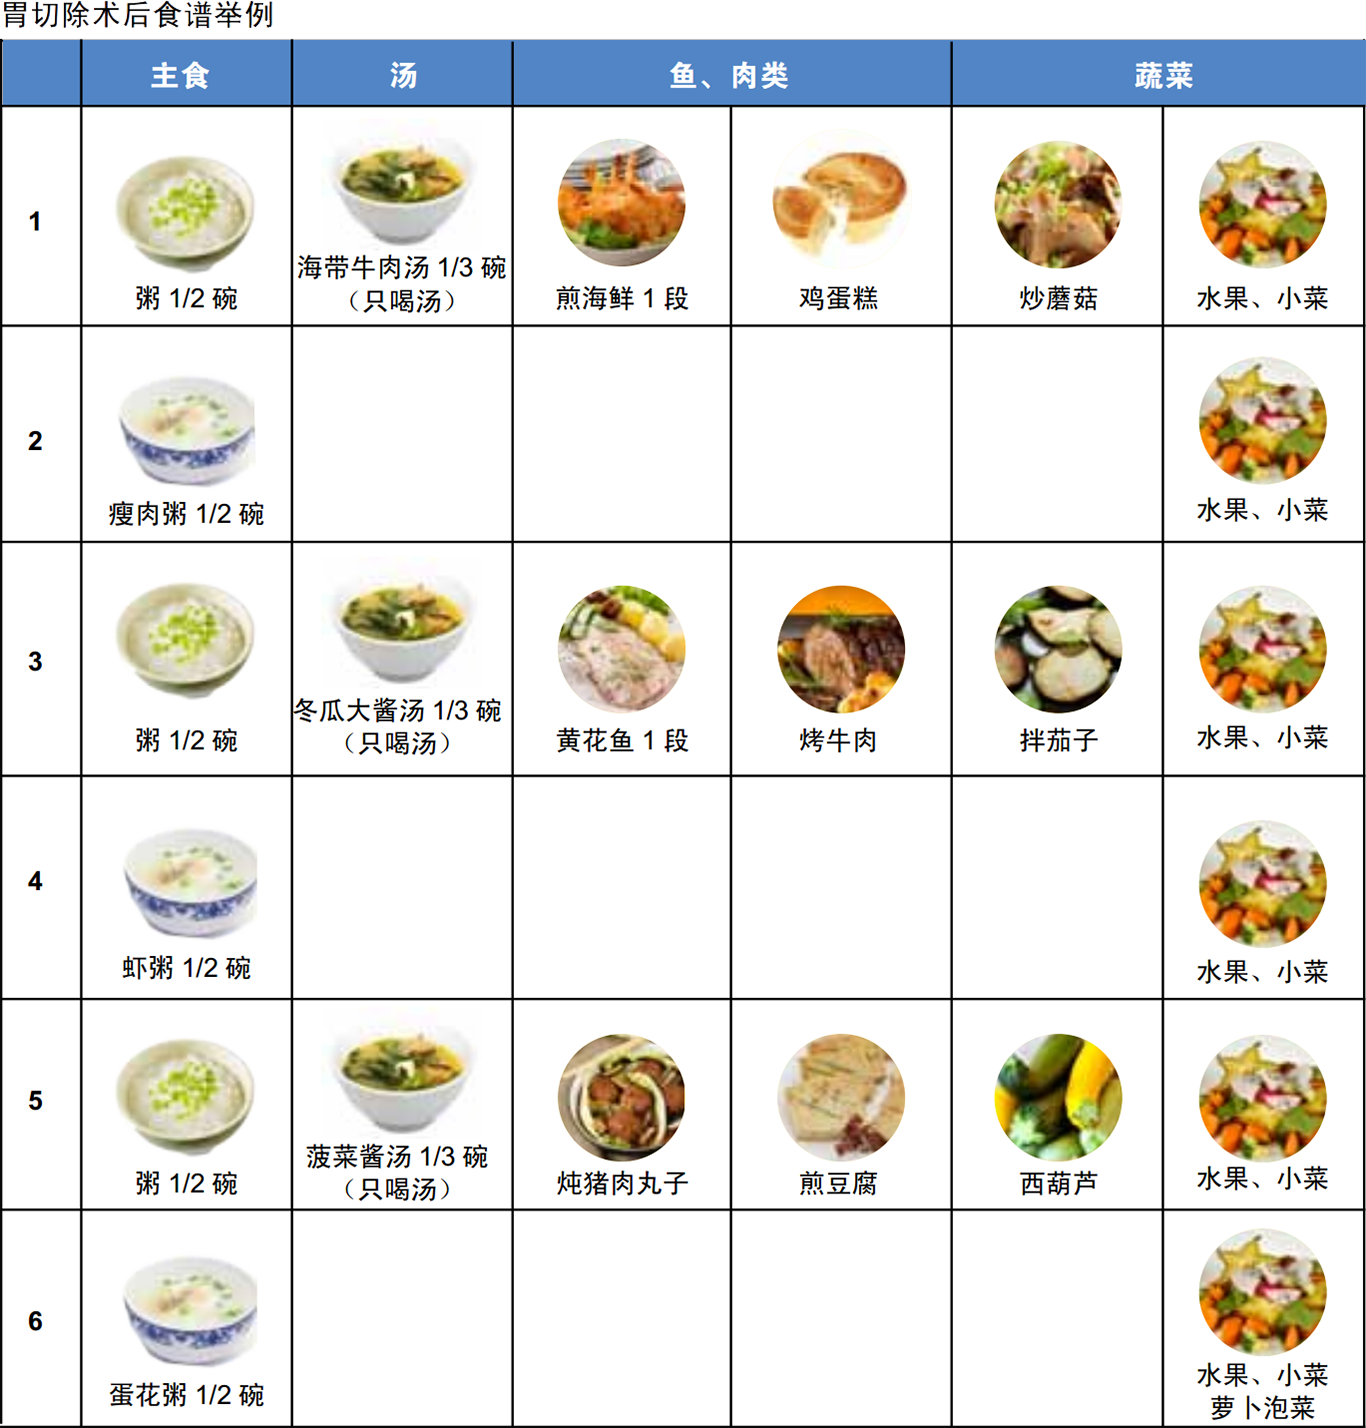 胃切除术后食谱举例
主食 汤 鱼、肉类 蔬菜
1
粥 1/2 碗
海带牛肉汤 1/3 碗
（只喝汤）
煎海鲜 1 段
鸡蛋糕
炒蘑菇
水果、小菜
2
瘦肉粥 1/2 碗
水果、小菜
3
粥 1/2 碗
冬瓜大酱汤 1/3 碗
（只喝汤）
黄花鱼 1 段
烤牛肉
拌茄子
水果、小菜
4
虾粥 1/2 碗
水果、小菜
5
粥 1/2 碗
菠菜酱汤 1/3 碗
（只喝汤）
炖猪肉丸子
煎豆腐
西葫芦
水果、小菜
6
蛋花粥 1/2 碗
水果、小菜
萝卜泡菜